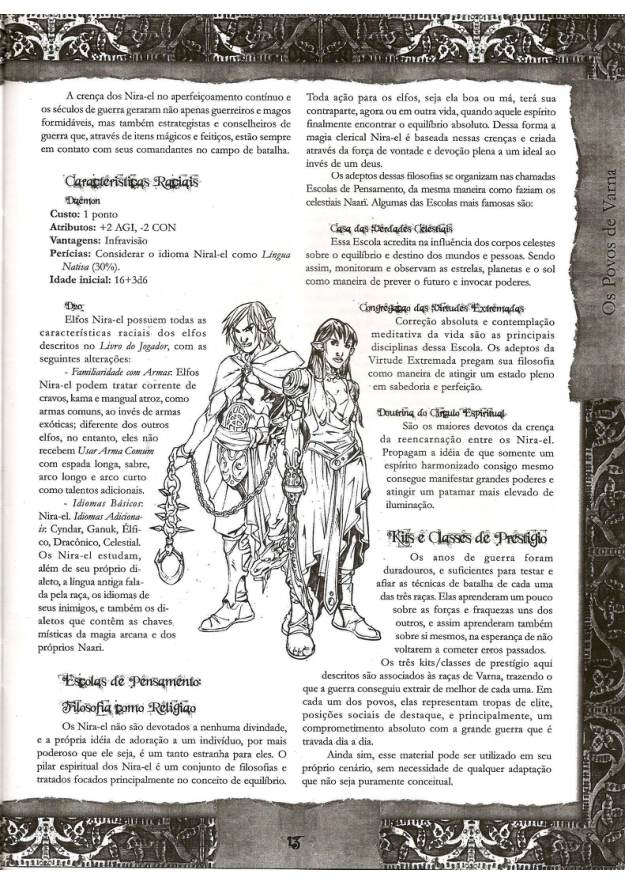 A crença dos Nira-el no aperfeiçoamento contínuo e
os séculos de guerra geraram não apenas guerreiros e magos
formidáveis, mas também estrategistas e conselheiros de
guerra que, através de itens mágicos e feitiços, estão sempre
em contato com seus comandantes no campo de batalha.
Características Raciais
Daemon
Custo: 1 ponto
Atributos: +2 AGI, -2 CON
Vantagens: Infravisão
Perícias: Considerar o idioma Niral-el como Língua
Nativa (30%).
Idade inicial: 16+3d6
D20
Elfos Nira-el possuem todas as
características raciais dos elfos
descritos no Livro do Jogador, com as
seguintes alterações:
- Familiaridade com Armas: Elfos
Nira-el podem tratar corrente de
cravos, kama e mangual atroz, como
armas comuns, ao invés de armas
exóticas; diferente dos outros
elfos, no entanto, eles não
recebem Usar Arma Comum
com espada longa, sabre,
arco longo e arco curto
como talentos adicionais.
- Idiomas Básicos:
Nira-el. Idiomas Adiciona-
is: Cyndar, Ganuk, Élfi-
co, Dracônico, Celestial.
Os Nira-el estudam,
além de seu próprio di-
aleto, a língua antiga fala-
da pela raça, os idiomas de
seus inimigos, e também os di-
aletos que contêm as chaves
místicas da magia arcana e dos
próprios Naari.
Escolas de Pensamento:
Filosofia como Religião
Os Nira-el não são devotados a nenhuma divindade,
e a própria idéia de adoração a um indivíduo, por mais
poderoso que ele seja, é um tanto estranha para eles. O
pilar espiritual dos Nira-el é um conjunto de filosofias e
tratados focados principalmente no conceito de equilíbrio.
Toda ação para os elfos, seja ela boa ou má, terá sua
contraparte, agora ou em outra vida, quando aquele espírito
finalmente encontrar o equilíbrio absoluto. Dessa forma a
magia clerical Nira-el é baseada nessas crenças e criada
através da força de vontade e devoção plena a um ideal ao
invés de um deus.
Os adeptos dessas filosofias se organizam nas chamadas
Escolas de Pensamento, da mesma maneira como faziam os
celestiais Naari. Algumas das Escolas mais famosas são:
Casa das Verdades Celestiais
Essa Escola acredita na influência dos corpos celestes
sobre o equilíbrio e destino dos mundos e pessoas. Sendo
assim, monitoram e observam as estrelas, planetas e o sol
como maneira de prever o futuro e invocar poderes.
Congregação das Virtudes Extremadas
Correção absoluta e contemplação
meditativa da vida são as principais
disciplinas dessa Escola. Os adeptos da
Virtude Extremada pregam sua filosofia
como maneira de atingir um estado pleno
em sabedoria e perfeição.
Doutrina do Círculo Espiritual
São os maiores devotos da crença
da reencarnação entre os Nira-el.
Propagam a idéia de que somente um
espírito harmonizado consigo mesmo
consegue manifestar grandes poderes e
atingir um patamar mais elevado de
iluminação.
Kits e Classes de Prestígio
Os anos de guerra foram
duradouros, e suficientes para testar e
afiar as técnicas de batalha de cada uma
das três raças. Elas aprenderam um pouco
sobre as forças e fraquezas uns dos
outros, e assim aprenderam também
sobre si mesmos, na esperança de não
voltarem a cometer erros passados.
Os três kits/classes de prestígio aqui
descritos são associados às raças de Varna, trazendo o
que a guerra conseguiu extrair de melhor de cada uma. Em
cada um dos povos, elas representam tropas de elite,
posições sociais de destaque, e principalmente, um
comprometimento absoluto com a grande guerra que é
travada dia a dia.
Ainda sim, esse material pode ser utilizado em seu
próprio cenário, sem necessidade de qualquer adaptação
que não seja puramente conceitual.
Os Povos de Varna
13